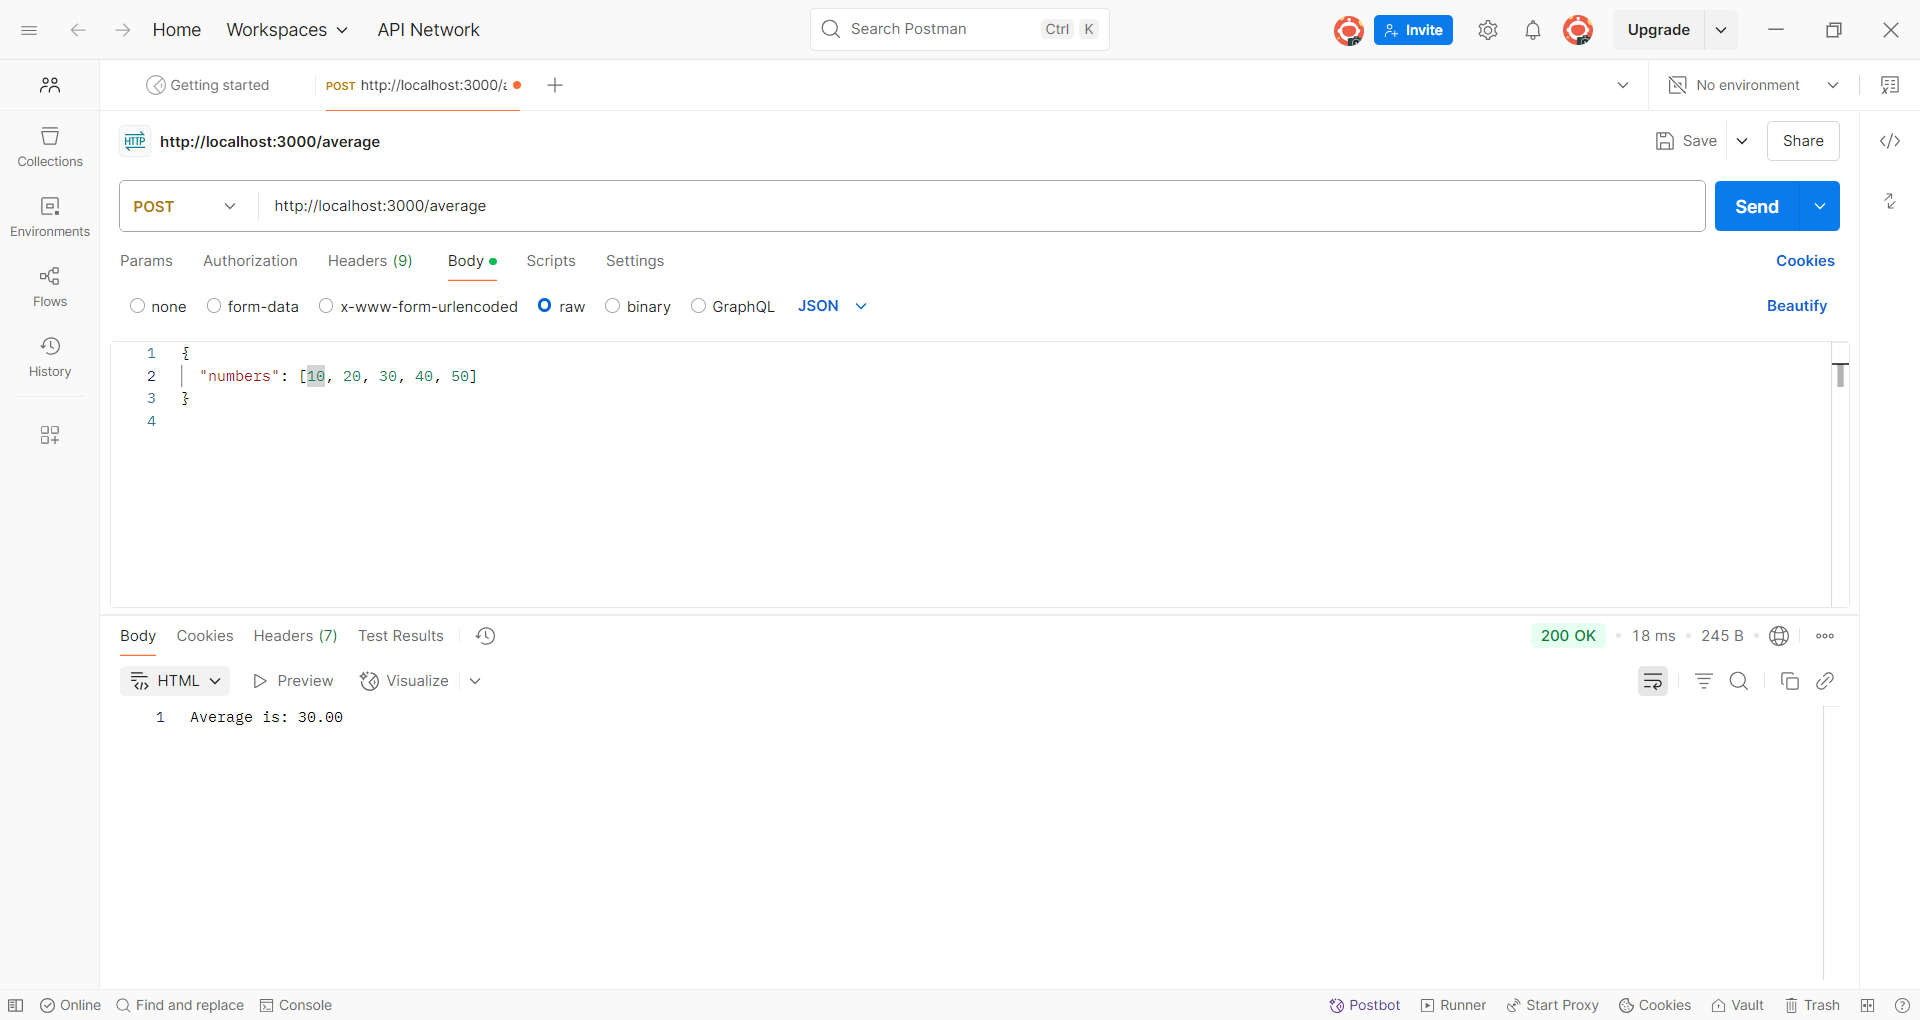 Home Workspaces API Network Search Postman Ctrl K Invite Upgrade
Getting started POST http://localhost:3000/a No environment
HTTP http://localhost:3000/average Save Share
POST http://localhost:3000/average Send
Params Authorization Headers (9) Body Scripts Settings Cookies
none form-data x-www-form-urlencoded raw binary GraphQL JSON Beautify
Collections
Environments
Flows
History
1 {
2 "numbers": [10, 20, 30, 40, 50]
3 }
4
Body Cookies Headers (7) Test Results 200 OK 18 ms 245 B
HTML Preview Visualize
1 Average is: 30.00
Online Find and replace Console Postbot Runner Start Proxy Cookies Vault Trash